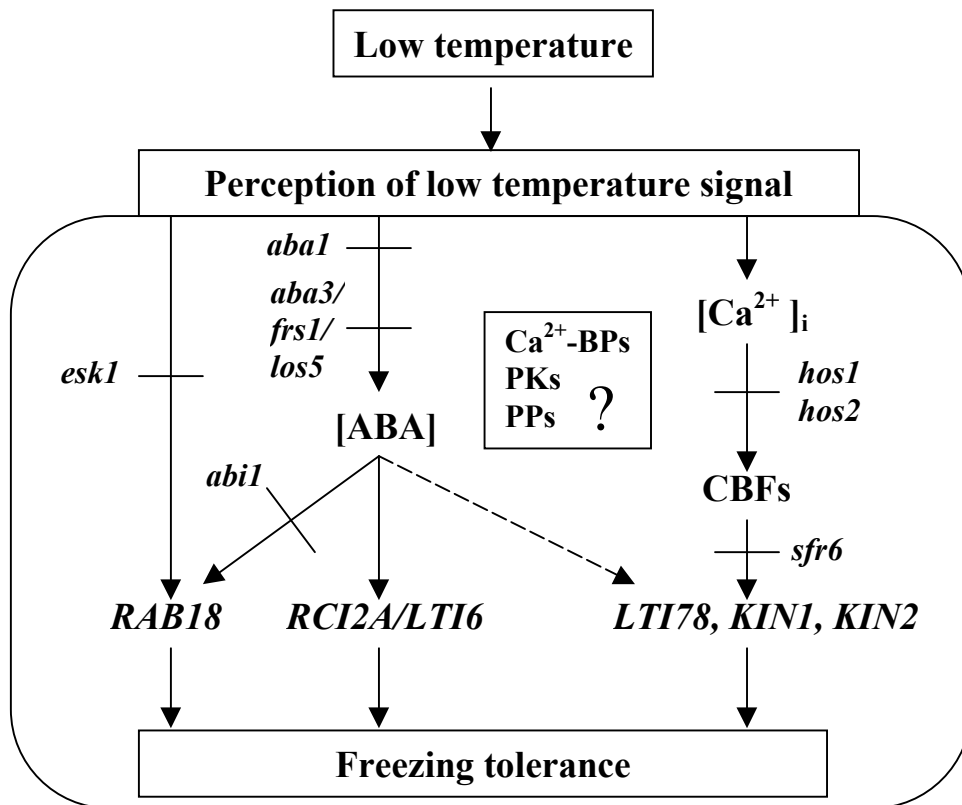 Low temperature
Perception of low temperature signal
aba1
aba3/
frs1/
los5
esk1
[ABA]
abi1
Ca²⁺-BPs
PKs
PPs ?
[Ca²⁺ ]ᵢ
hos1
hos2
CBFs
sfr6
RAB18
RCI2A/LTI6
LTI78, KIN1, KIN2
Freezing tolerance